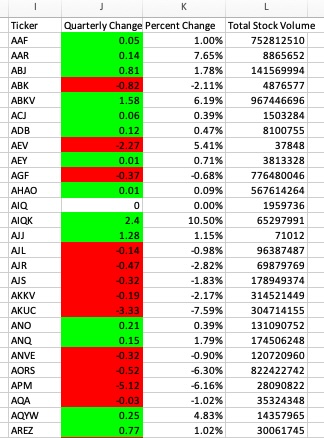 I J K L
Ticker Quarterly Change Percent Change Total Stock Volume
AAF 0.05 1.00% 752812510
AAR 0.14 7.65% 8865652
ABJ 0.81 1.78% 141569994
ABK -0.82 -2.11% 4876577
ABKV 1.58 6.19% 967446696
ACJ 0.06 0.39% 1503284
ADB 0.12 0.47% 8100755
AEV -2.27 5.41% 37848
AEY 0.01 0.71% 3813328
AGF -0.37 -0.68% 776480046
AHAO 0.01 0.09% 567614264
AIQ 0 0.00% 1959736
AIQK 2.4 10.50% 65297991
AJJ 1.28 1.15% 71012
AJL -0.14 -0.98% 96387487
AJR -0.47 -2.82% 69879769
AJS -0.32 -1.83% 178949374
AKKV -0.19 -2.17% 314521449
AKUC -3.33 -7.59% 304714155
ANO 0.21 0.39% 131090752
ANQ 0.15 1.79% 174506248
ANVE -0.32 -0.90% 120720960
AORS -0.52 -6.30% 822422742
APM -5.12 -6.16% 28090822
AQA -0.03 -1.02% 35324348
AQYW 0.25 4.83% 14357965
AREZ 0.77 1.02% 30061745